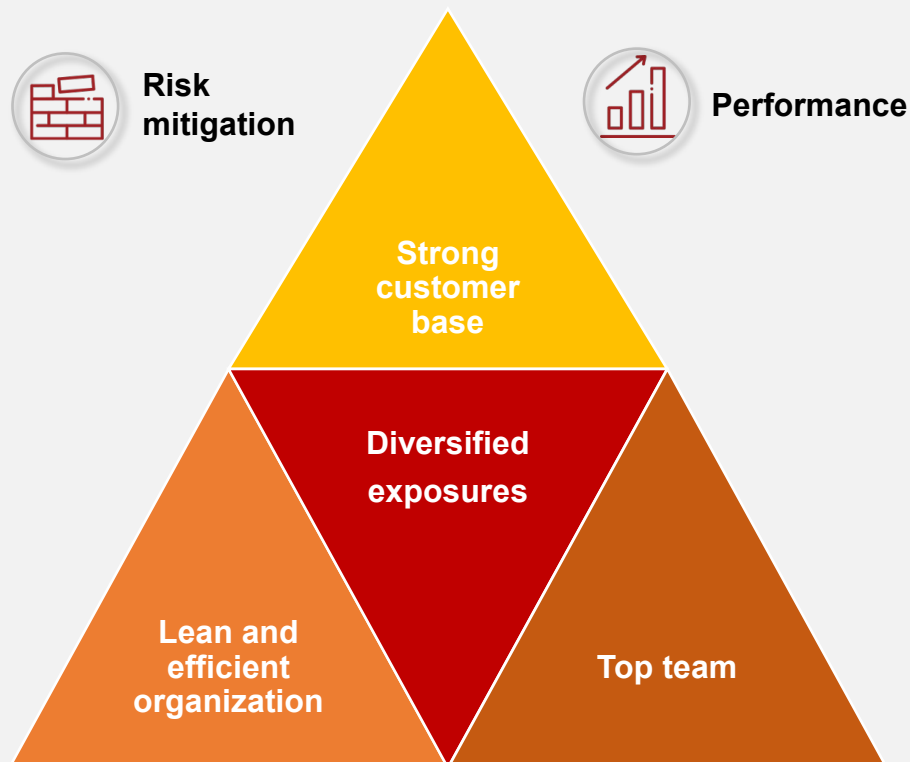 Risk
mitigation
Performance
Strong
customer
base
Diversified
exposures
Lean and
efficient
organization
Top team